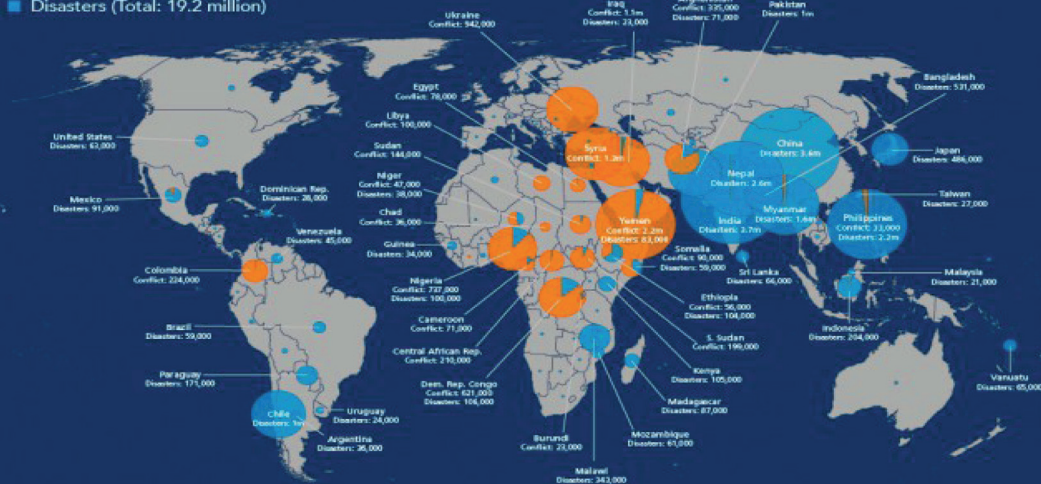 Disasters (Total: 19.2 million)
Ukraine
Conflict: 942,000
Iraq
Conflict: 1.1m
Disasters: 23,000
Conflict: 335,000
Disasters: 71,000
Pakistan
Disasters: 1m
Bangladesh
Disasters: 531,000
Egypt
Conflict: 78,000
Libya
Conflict: 100,000
Sudan
Conflict: 144,000
Niger
Conflict: 47,000
Disasters: 38,000
Chad
Conflict: 36,000
Guinea
Disasters: 34,000
Nigeria
Conflict: 737,000
Disasters: 100,000
Cameroon
Conflict: 71,000
Central African Rep.
Conflict: 210,000
Dem. Rep. Congo
Conflict: 621,000
Disasters: 106,000
Burundi
Conflict: 23,000
Malawi
Disasters: 343,000
Mozambique
Disasters: 61,000
Madagascar
Disasters: 87,000
Kenya
Disasters: 105,000
S. Sudan
Conflict: 199,000
Ethiopia
Conflict: 56,000
Disasters: 104,000
Somalia
Conflict: 90,000
Disasters: 59,000
Syria
Conflict: 1.3m
Yemen
Conflict: 2.2m
Disasters: 83,000
China
Disasters: 3.6m
Nepal
Disasters: 2.6m
India
Disasters: 3.7m
Myanmar
Disasters: 1.6m
Philippines
Conflict: 33,000
Disasters: 2.2m
Japan
Disasters: 486,000
Taiwan
Disasters: 27,000
Sri Lanka
Disasters: 66,000
Malaysia
Disasters: 21,000
Indonesia
Disasters: 204,000
Vanuatu
Disasters: 65,000
United States
Disasters: 63,000
Mexico
Disasters: 91,000
Dominican Rep.
Disasters: 28,000
Venezuela
Disasters: 45,000
Colombia
Conflict: 224,000
Brazil
Disasters: 59,000
Paraguay
Disasters: 171,000
Chile
Disasters: 1m
Uruguay
Disasters: 24,000
Argentina
Disasters: 36,000